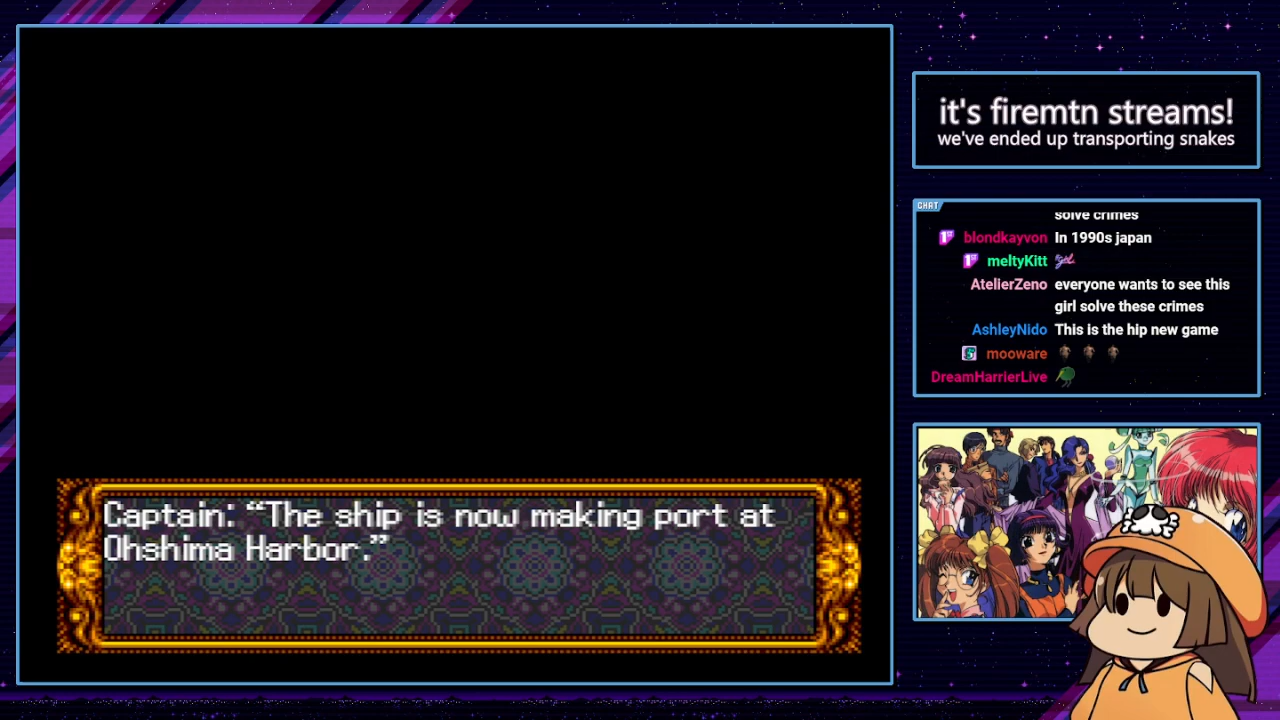 it's firemtn streams!
we've ended up transporting snakes
CHAT
solve crimes
blondkayvon In 1990s japan
meltyKitt
AtelierZeno everyone wants to see this
girl solve these crimes
AshleyNido This is the hip new game
mooware
DreamHarrierLive
Captain: “The ship is now making port at
Ohshima Harbor.”